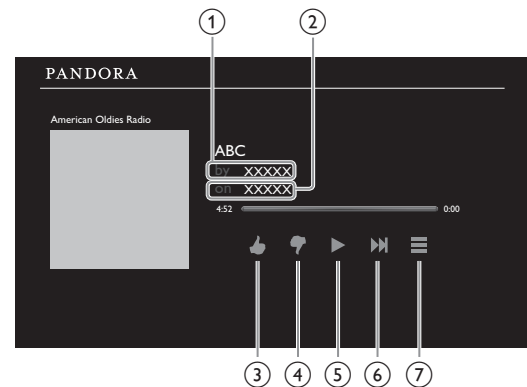 ① ②
PANDORA
American Oldies Radio
ABC
by XXXXX
on XXXXX
4:52 0:00
③ ④ ⑤ ⑥ ⑦